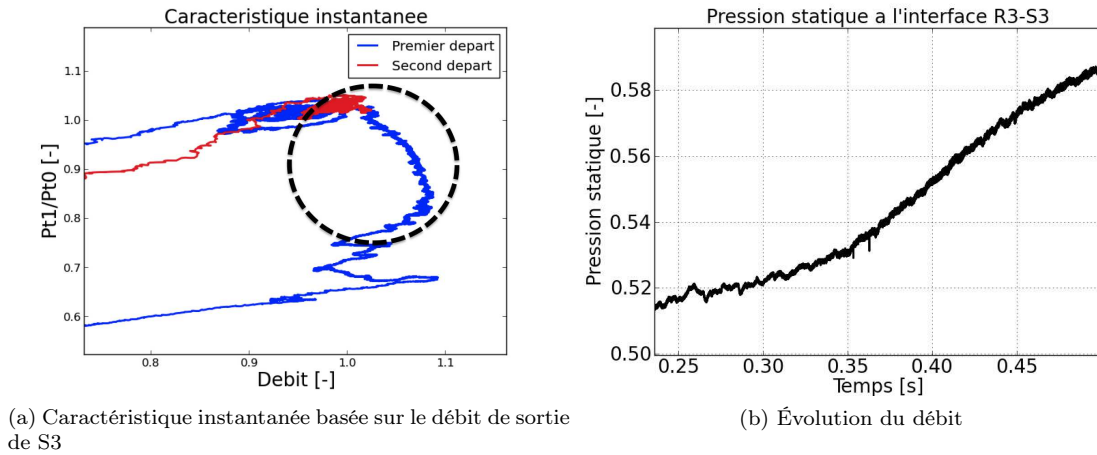 Caracteristique instantanee
Premier depart
Second depart
1.1
1.0
0.9
0.8
0.7
0.6
Pt1/Pt0 [-]
0.8
0.9
1.0
1.1
Debit [-]
(a) Caractéristique instantanée basée sur le débit de sortie
de S3
Pression statique a l'interface R3-S3
0.58
0.56
0.54
0.52
0.50
Pression statique [-]
0.25
0.30
0.35
0.40
0.45
Temps [s]
(b) Évolution du débit